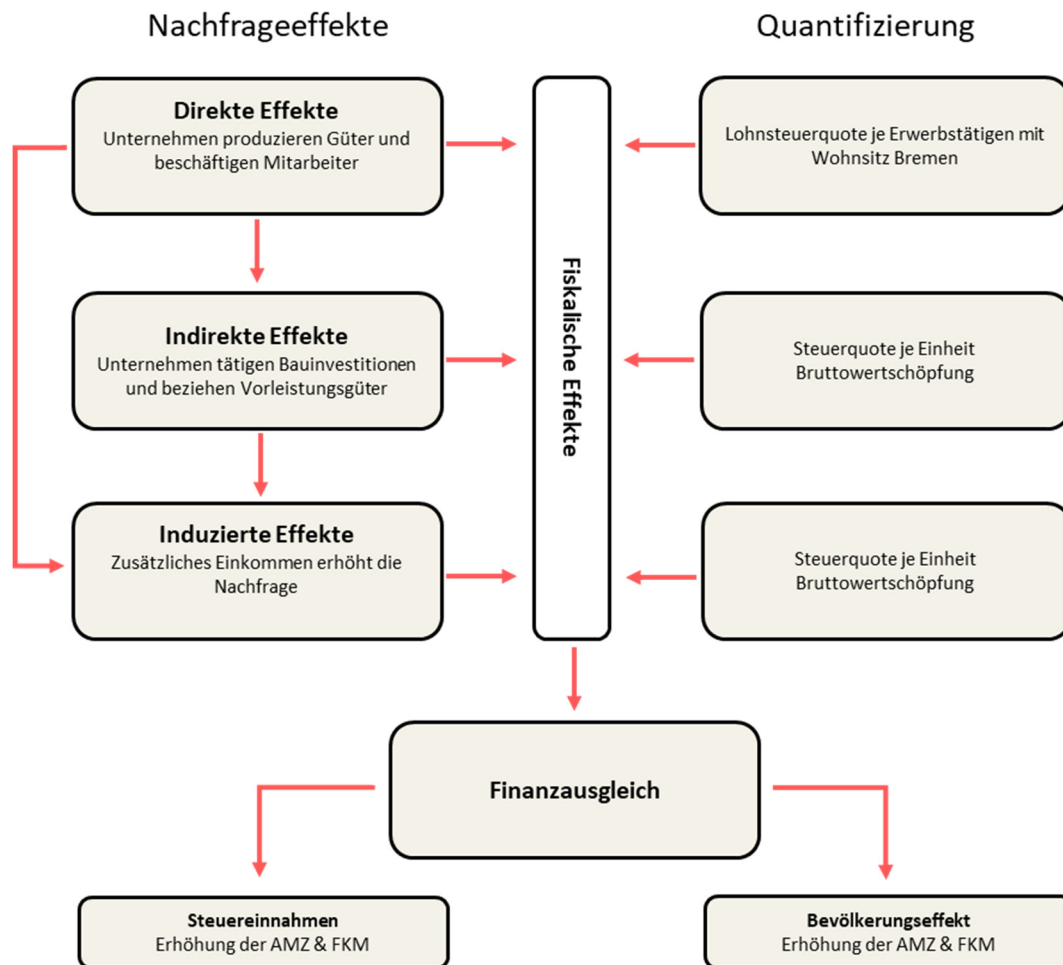 Nachfrageeffekte
Quantifizierung
Direkte Effekte
Unternehmen produzieren Güter und
beschäftigen Mitarbeiter
Lohnsteuerquote je Erwerbstätigen mit
Wohnsitz Bremen
Fiskalische Effekte
Indirekte Effekte
Unternehmen tätigen Bauinvestitionen
und beziehen Vorleistungsgüter
Steuerquote je Einheit
Bruttowertschöpfung
Induzierte Effekte
Zusätzliches Einkommen erhöht die
Nachfrage
Steuerquote je Einheit
Bruttowertschöpfung
Finanzausgleich
Steuereinnahmen
Erhöhung der AMZ & FKM
Bevölkerungseffekt
Erhöhung der AMZ & FKM